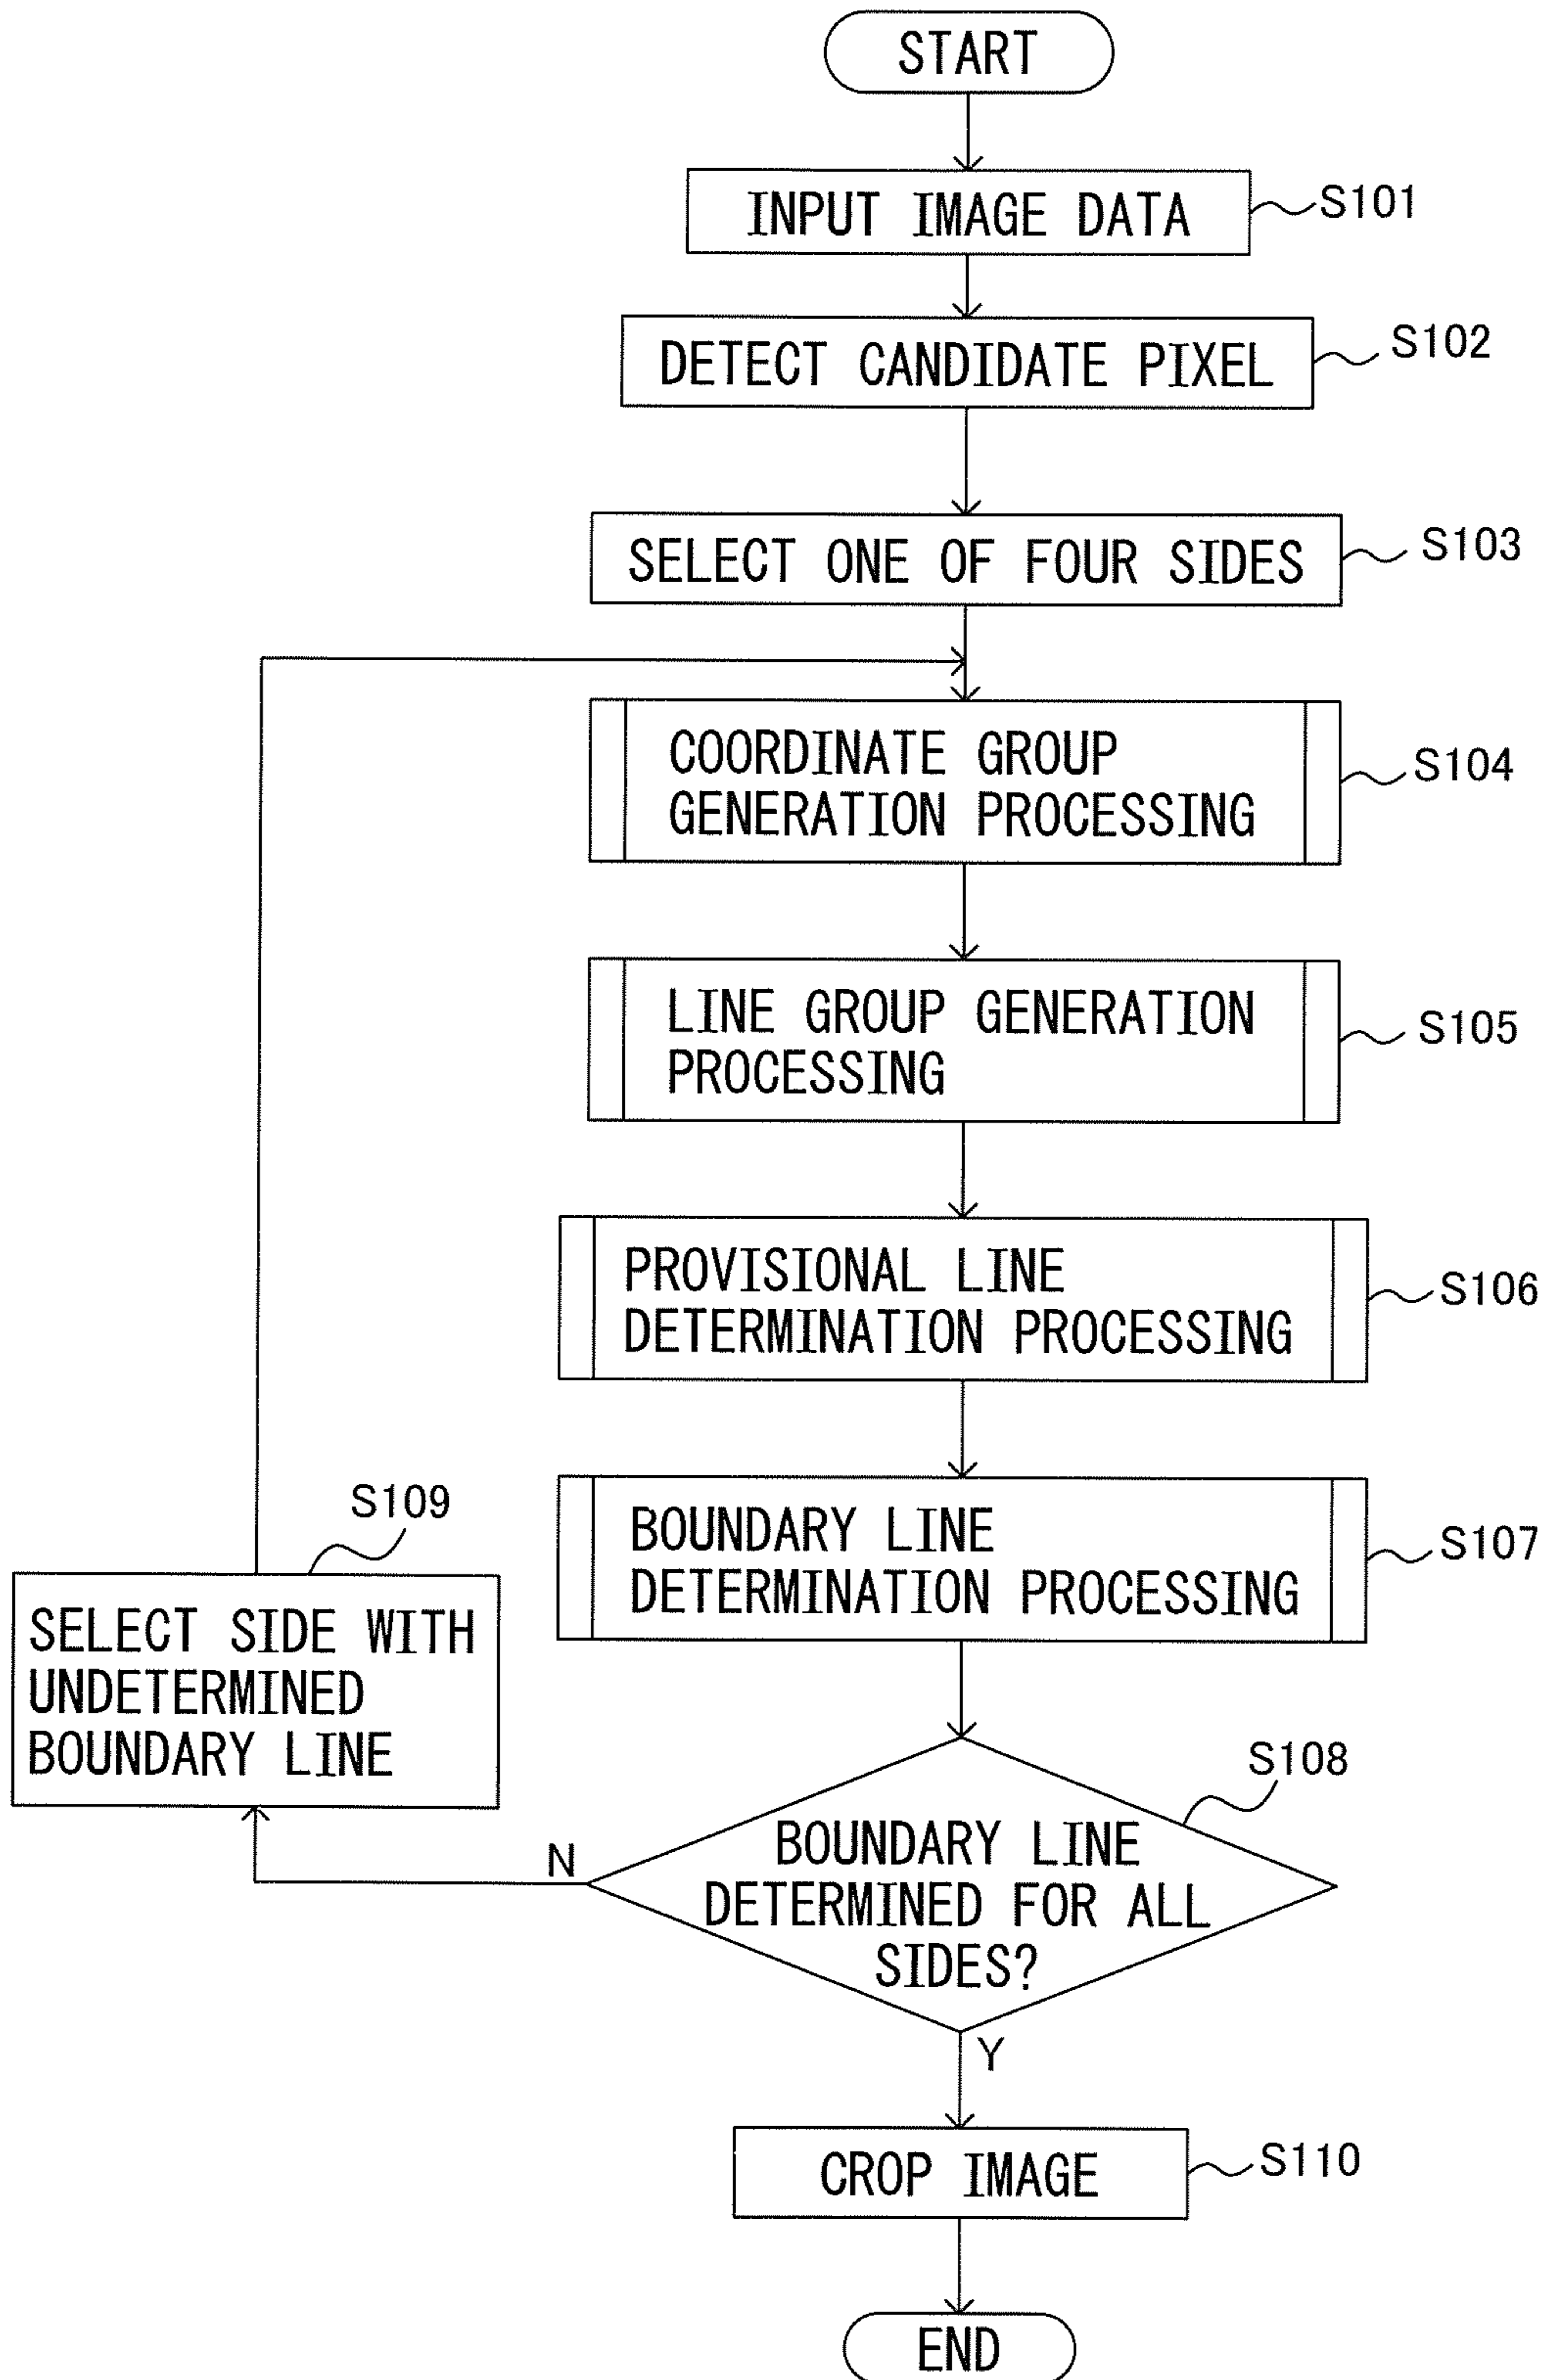 START
INPUT IMAGE DATA
S101
DETECT CANDIDATE PIXEL
S102
SELECT ONE OF FOUR SIDES
S103
COORDINATE GROUP
GENERATION PROCESSING
S104
LINE GROUP GENERATION
PROCESSING
S105
PROVISIONAL LINE
DETERMINATION PROCESSING
S106
BOUNDARY LINE
DETERMINATION PROCESSING
S107
S109
SELECT SIDE WITH
UNDETERMINED
BOUNDARY LINE
S108
BOUNDARY LINE
DETERMINED FOR ALL
SIDES?
N
Y
CROP IMAGE
S110
END